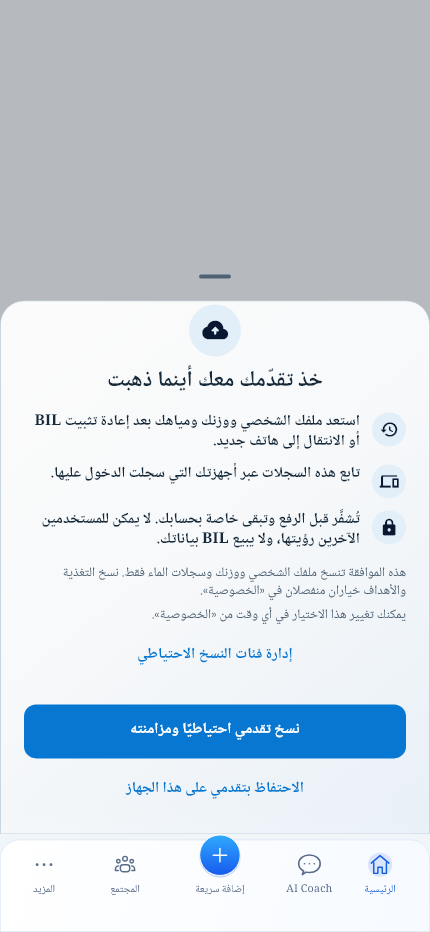 خذ تقدّمك معك أينما ذهبت
استعد ملفك الشخصي ووزنك ومياهك بعد إعادة تثبيت BIL
أو الانتقال إلى هاتف جديد.
تابع هذه السجلات عبر أجهزتك التي سجلت الدخول عليها.
تُشفَّر قبل الرفع وتبقى خاصة بحسابك. لا يمكن للمستخدمين
الآخرين رؤيتها، ولا يبيع BIL بياناتك.
هذه الموافقة تنسخ ملفك الشخصي ووزنك وسجلات الماء فقط. نسخ التغذية
والأهداف خياران منفصلان في «الخصوصية».
يمكنك تغيير هذا الاختيار في أي وقت من «الخصوصية».
إدارة فئات النسخ الاحتياطي
نسخ تقدمي احتياطيًا ومزامنته
الاحتفاظ بتقدمي على هذا الجهاز
الرئيسية
AI Coach
إضافة سريعة
المجتمع
المزيد